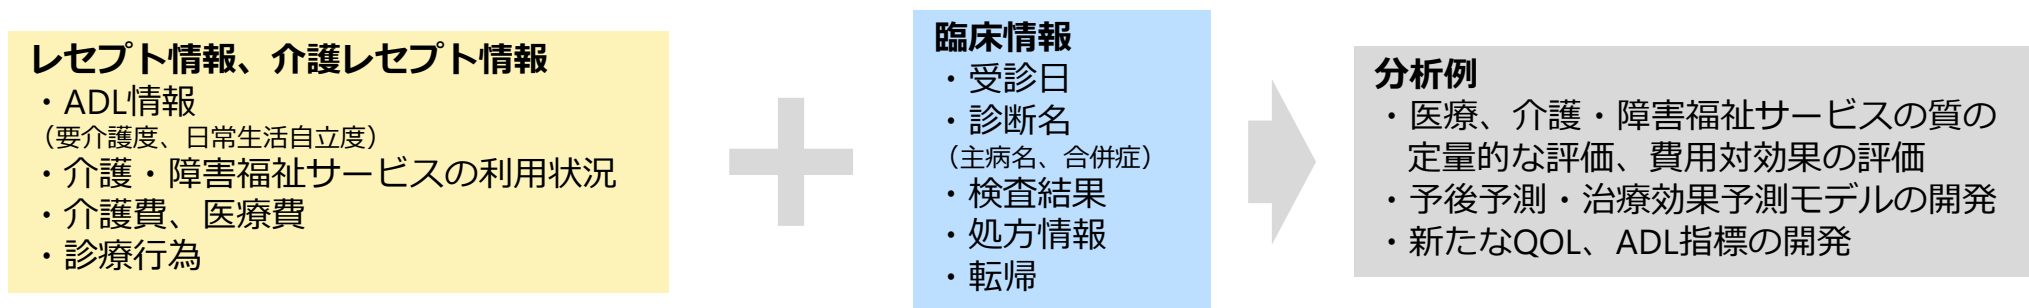 レセプト情報、介護レセプト情報
・ADL情報
（要介護度、日常生活自立度）
・介護・障害福祉サービスの利用状況
・介護費、医療費
・診療行為
臨床情報
・受診日
・診断名
（主病名、合併症）
・検査結果
・処方情報
・転帰
分析例
・医療、介護・障害福祉サービスの質の
定量的な評価、費用対効果の評価
・予後予測・治療効果予測モデルの開発
・新たなQOL、ADL指標の開発